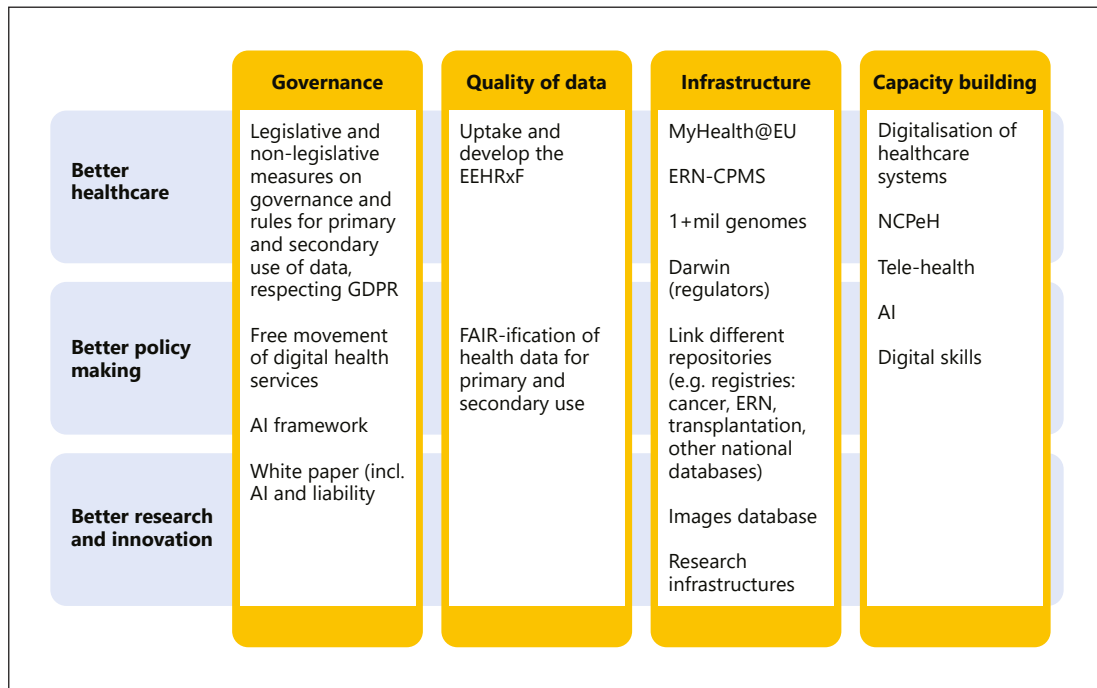 Governance
Quality of data
Infrastructure
Capacity building
Better
healthcare
Better policy
making
Better research
and innovation
Legislative and
non-legislative
measures on
governance and
rules for primary
and secondary
use of data,
respecting GDPR
Free movement
of digital health
services
AI framework
White paper (incl.
AI and liability
Uptake and
develop the
EEHRxF
FAIR-ification of
health data for
primary and
secondary use
MyHealth@EU
ERN-CPMS
1+mil genomes
Darwin
(regulators)
Link different
repositories
(e.g. registries:
cancer, ERN,
transplantation,
other national
databases)
Images database
Research
infrastructures
Digitalisation of
healthcare
systems
NCPeH
Tele-health
AI
Digital skills